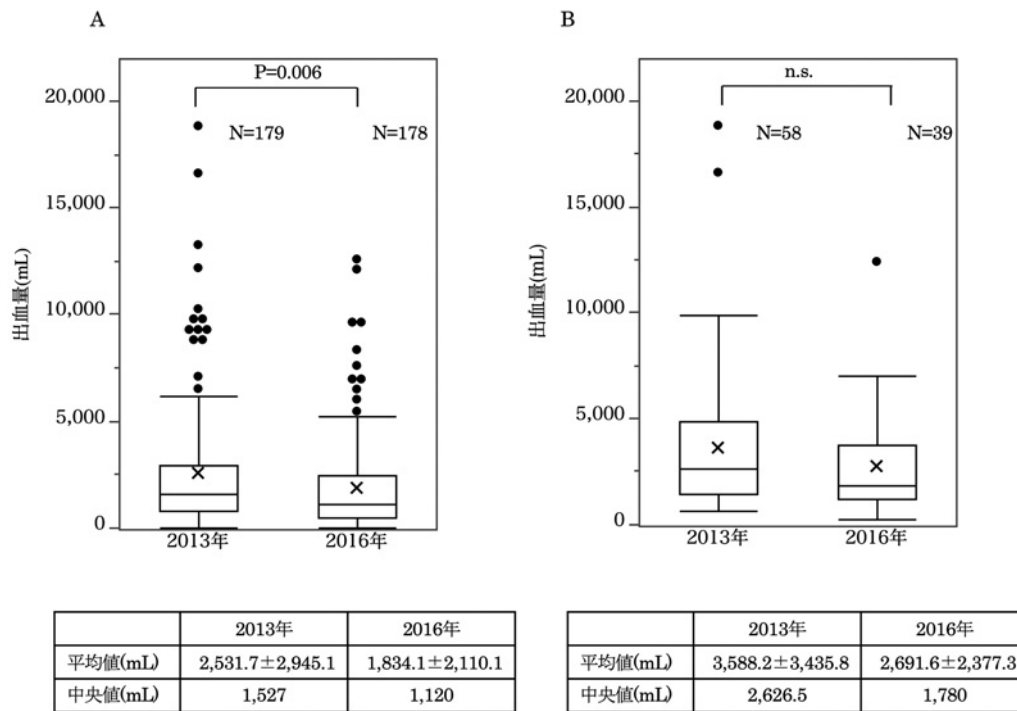 A
P=0.006
20,000
N=179
N=178
15,000
出血量(mL)
10,000
5,000
0
2013年
2016年
2013年
2016年
平均値(mL)
2,531.7±2,945.1
1,834.1±2,110.1
中央値(mL)
1,527
1,120
B
n.s.
20,000
N=58
N=39
15,000
出血量(mL)
10,000
5,000
0
2013年
2016年
2013年
2016年
平均値(mL)
3,588.2±3,435.8
2,691.6±2,377.3
中央値(mL)
2,626.5
1,780